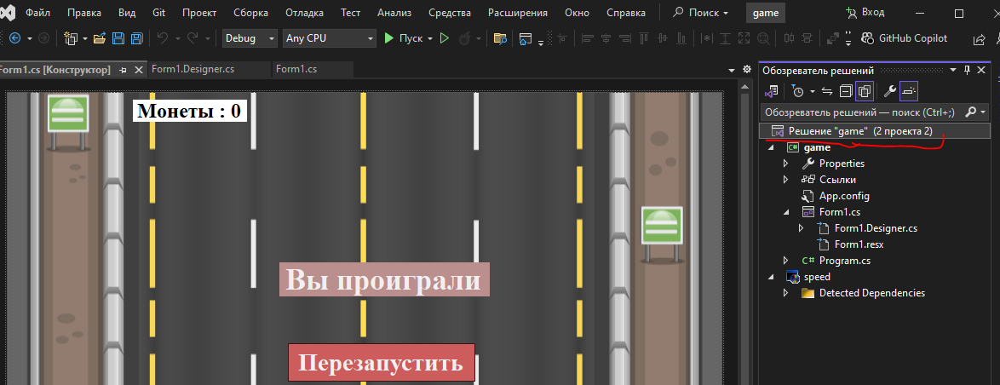 Файл Правка Вид Git Проект Сборка Отладка Тест Анализ Средства Расширения Окно Справка Поиск game Вход
Debug Any CPU Пуск GitHub Copilot
Form1.cs [Конструктор] Form1.Designer.cs Form1.cs
Обозреватель решений
Обозреватель решений — поиск (Ctrl+;)
Монеты : 0
Решение "game" (2 проекта 2)
game
Properties
Ссылки
App.config
Form1.cs
Form1.Designer.cs
Form1.resx
Program.cs
speed
Detected Dependencies
Вы проиграли
Перезапустить